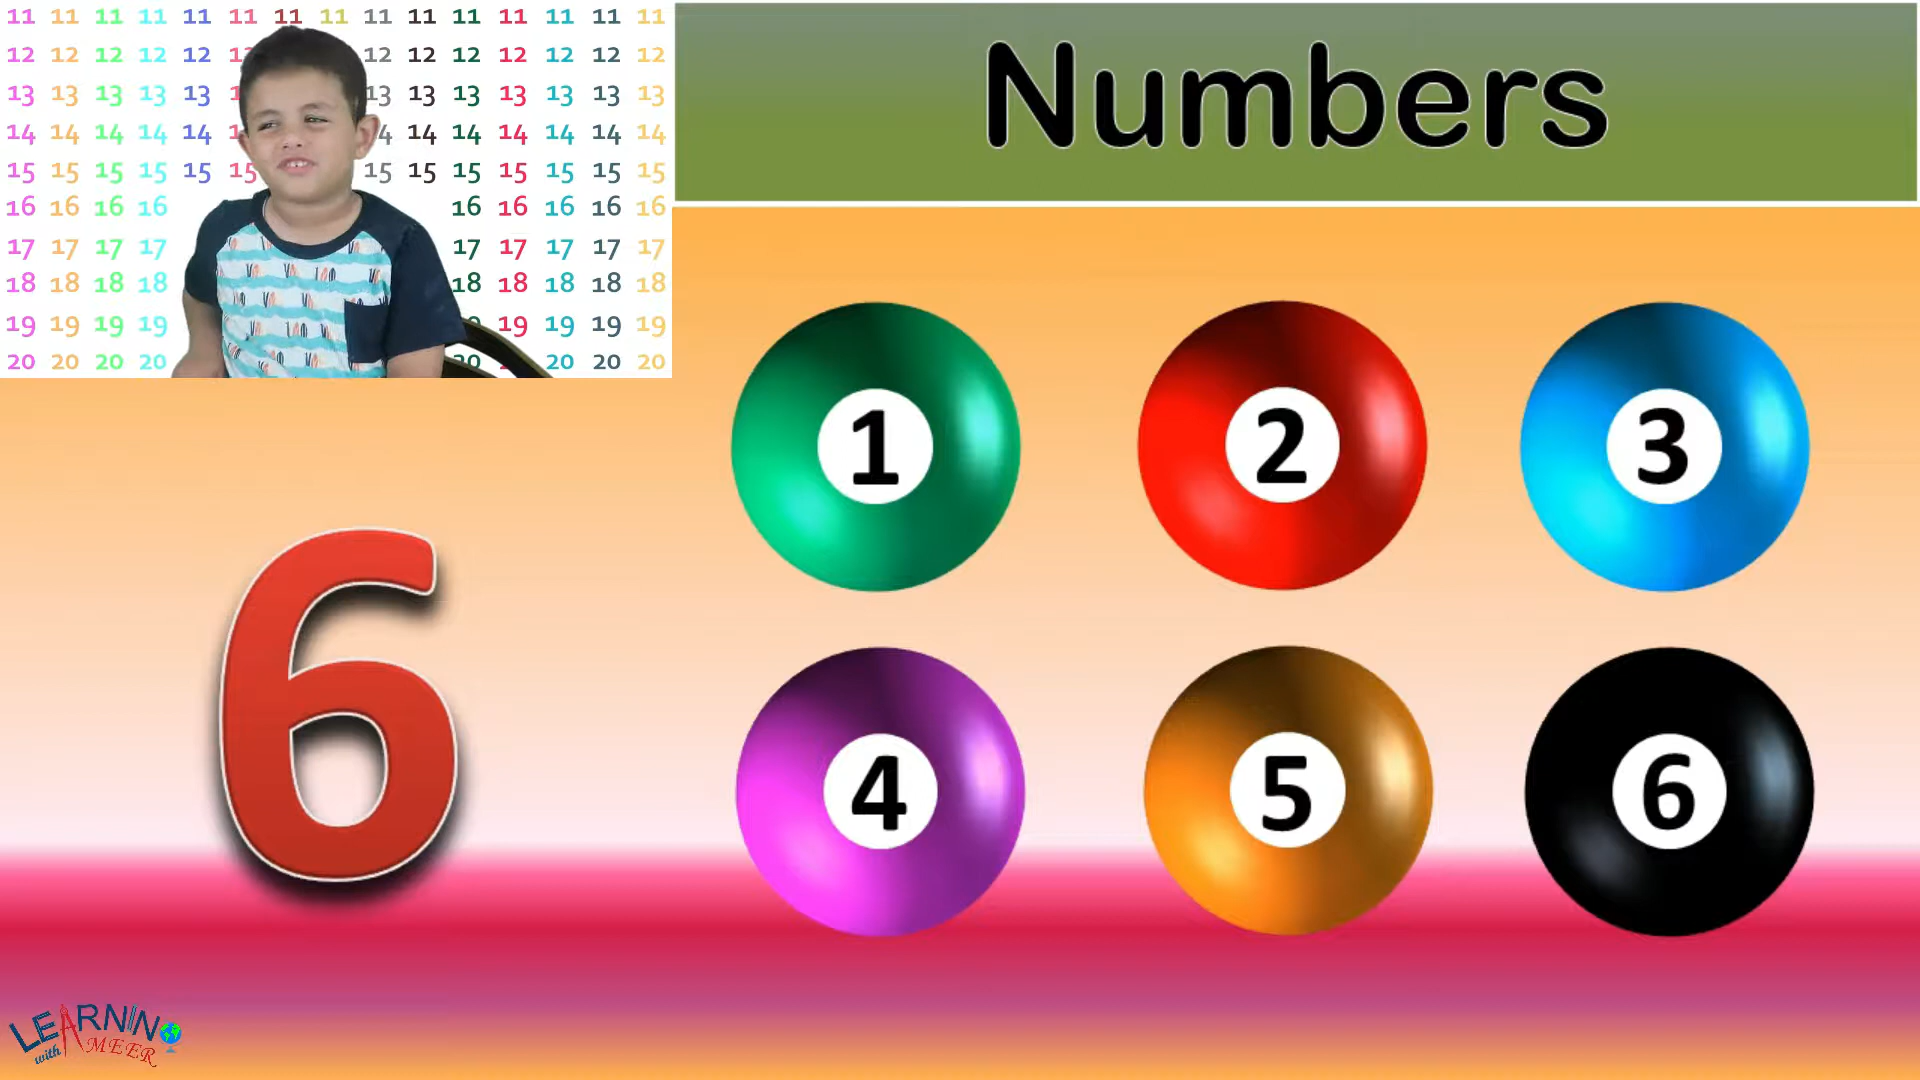 11 11 11 11 11 11 11 11 11 11 11 11 11 11 11
12 12 12 12 12 12 12 12 12 12 12 12 12
13 13 13 13 13 13 13 13 13 13 13 13
14 14 14 14 14 14 14 14 14 14 14
15 15 15 15 15 15 15 15 15 15 15 15 15
16 16 16 16 16 16 16 16 16
17 17 17 17 17 17 17 17 17
18 18 18 18 18 18 18 18 18
19 19 19 19 19 19 19 19
20 20 20 20 20 20 20 20
Numbers
1 2 3
6
4 5 6
LEARNING
with AMEER